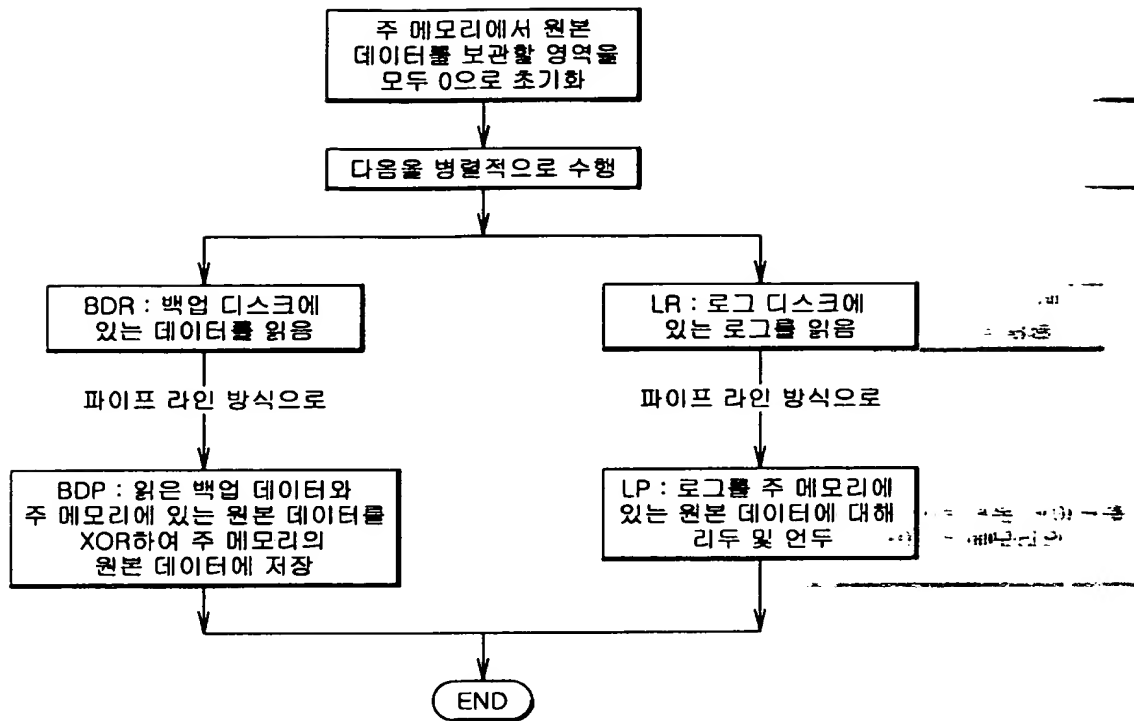 주 메모리에서 원본
데이터를 보관할 영역을
모두 0으로 초기화
다음을 병렬적으로 수행
BDR : 백업 디스크에
있는 데이터를 읽음
LR : 로그 디스크에
있는 로그를 읽음
파이프 라인 방식으로
파이프 라인 방식으로
BDP : 읽은 백업 데이터와
주 메모리에 있는 원본 데이터를
XOR하여 주 메모리의
원본 데이터에 저장
LP : 로그를 주 메모리에
있는 원본 데이터에 대해
리두 및 언두
END